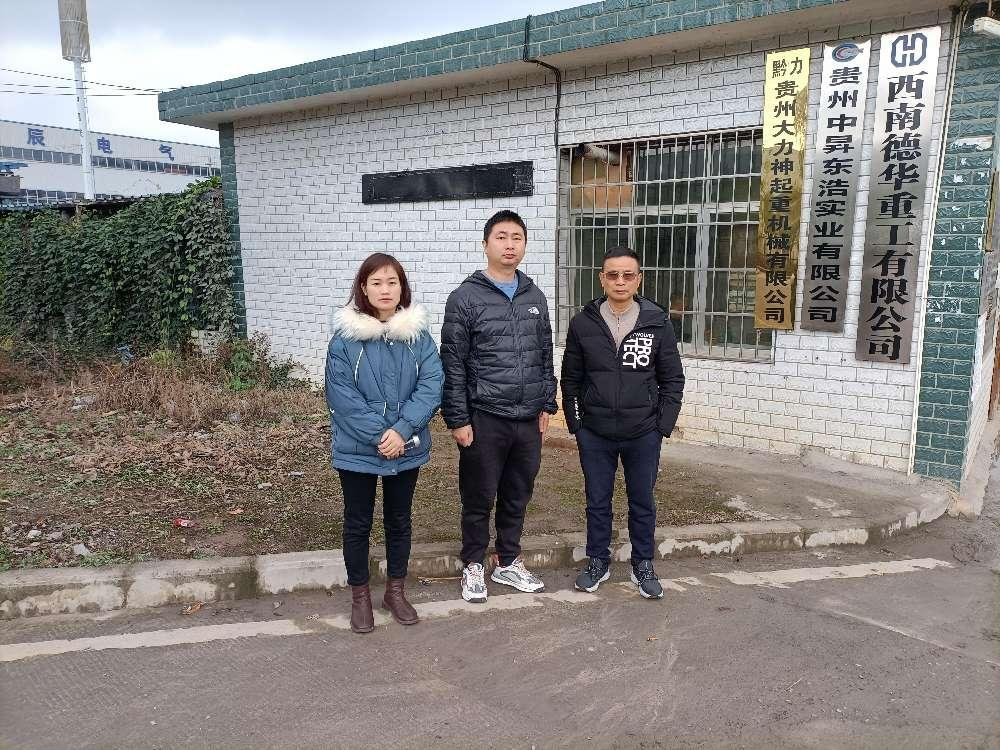 辰 电 气
黔力
贵州大力神起重机械有限公司
贵州中昇东浩实业有限公司
西南德华重工有限公司
PRO
TECT